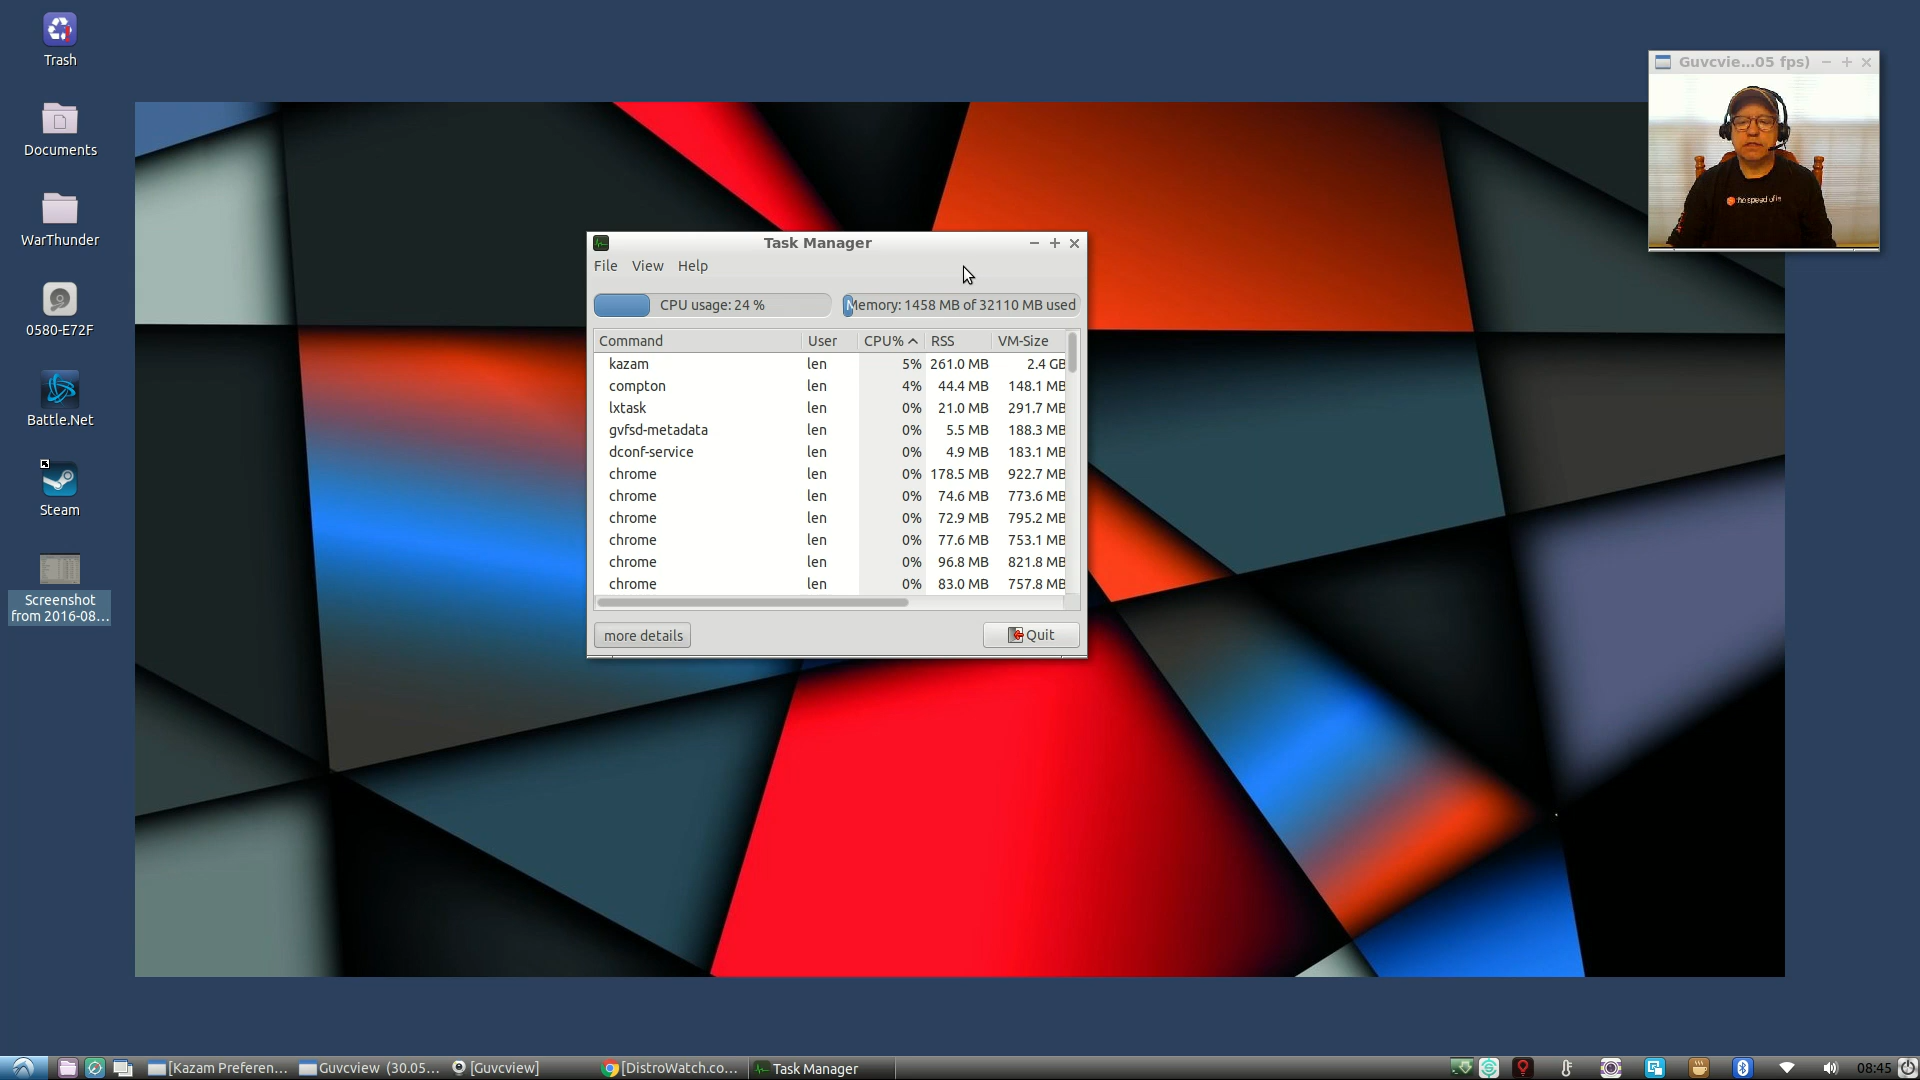 Trash
Documents
WarThunder
0580-E72F
Battle.Net
Steam
Screenshot
from 2016-08...
Guvcvie...05 fps)
Task Manager
File View Help
CPU usage: 24 %
Memory: 1458 MB of 32110 MB used
Command User CPU% RSS VM-Size
kazam len 5% 261.0 MB 2.4 GB
compton len 4% 44.4 MB 148.1 MB
lxtask len 0% 21.0 MB 291.7 MB
gvfsd-metadata len 0% 5.5 MB 188.3 MB
dconf-service len 0% 4.9 MB 183.1 MB
chrome len 0% 178.5 MB 922.7 MB
chrome len 0% 74.6 MB 773.6 MB
chrome len 0% 72.9 MB 795.2 MB
chrome len 0% 77.6 MB 753.1 MB
chrome len 0% 96.8 MB 821.8 MB
chrome len 0% 83.0 MB 757.8 MB
more details
Quit
[Kazam Preferen...
Guvcview (30.05...
[Guvcview]
[DistroWatch.co...
Task Manager
08:45